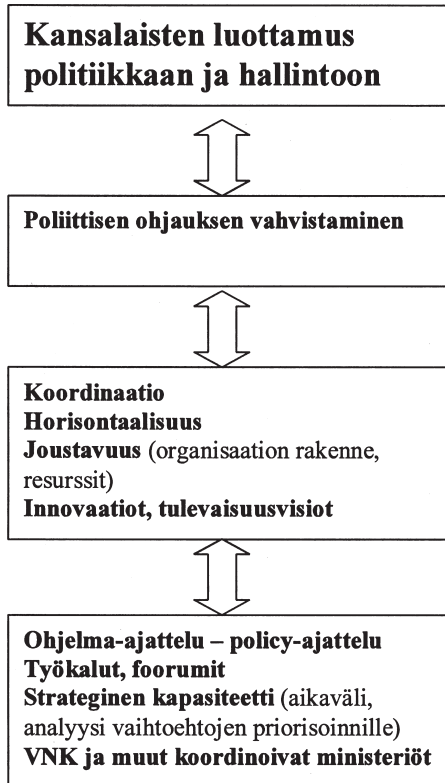 Kansalaisten luottamus
politiikkaan ja hallintoon
Poliittisen ohjauksen vahvistaminen
Koordinaatio
Horisontaalisuus
Joustavuus (organisaation rakenne,
resurssit)
Innovaatiot, tulevaisuusvisiot
Ohjelma-ajattelu – policy-ajattelu
Työkalut, foorumit
Strateginen kapasiteetti (aikaväli,
analyysi vaihtoehtojen priorisoinnille)
VNK ja muut koordinoivat ministeriöt